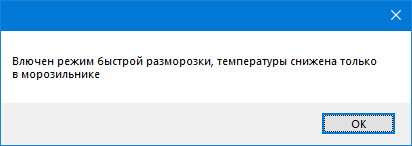 Влючен режим быстрой разморозки, температуры снижена только
в морозильнике
OK